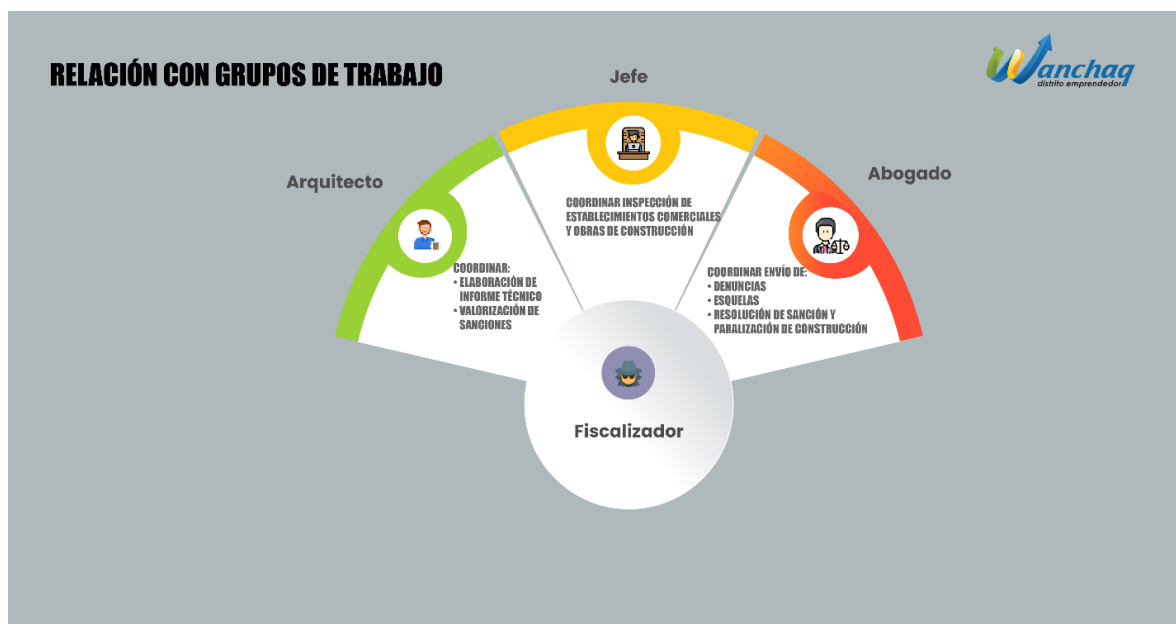 RELACIÓN CON GRUPOS DE TRABAJO
Wanchaq
distrito emprendedor
Jefe
Arquitecto
Abogado
COORDINAR INSPECCIÓN DE
ESTABLECIMIENTOS COMERCIALES
Y OBRAS DE CONSTRUCCIÓN
COORDINAR:
• ELABORACIÓN DE
INFORME TÉCNICO
• VALORIZACIÓN DE
SANCIONES
COORDINAR ENVÍO DE:
• DENUNCIAS
• ESQUELAS
• RESOLUCIÓN DE SANCIÓN Y
PARALIZACIÓN DE CONSTRUCCIÓN
Fiscalizador